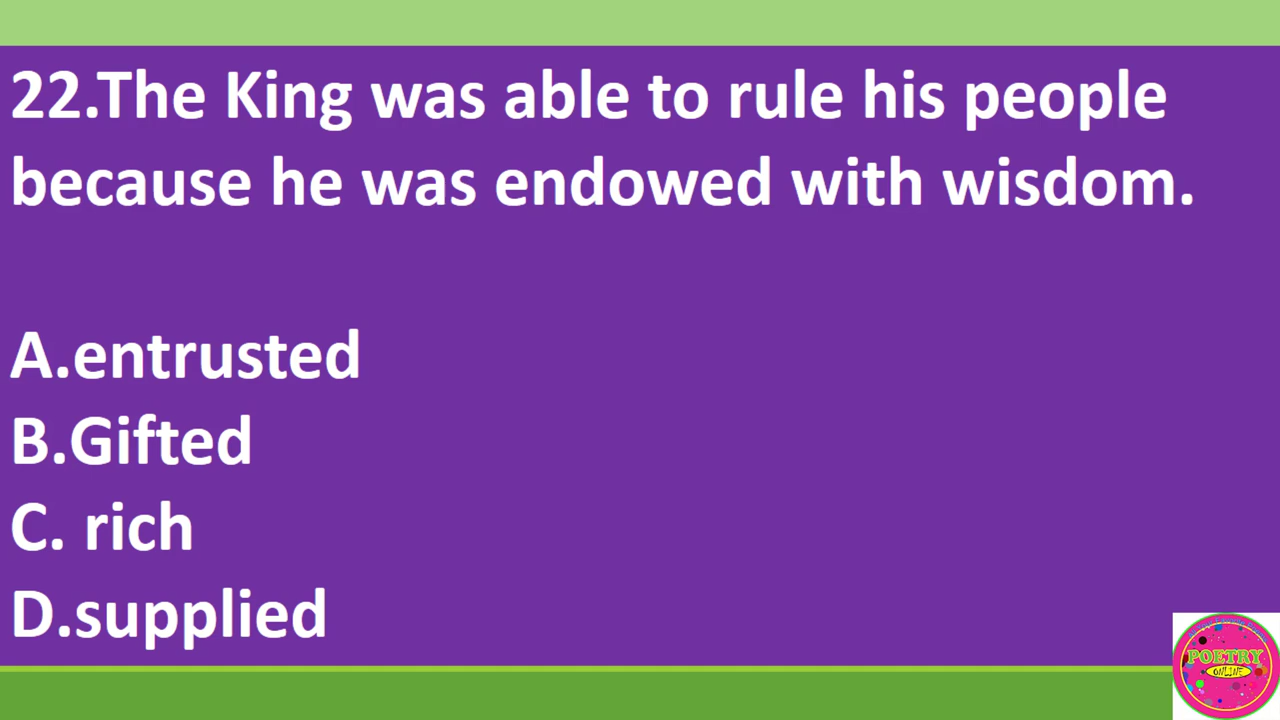 22.The King was able to rule his people
because he was endowed with wisdom.
A.entrusted
B.Gifted
C. rich
D.supplied
POETRY
ONLINE